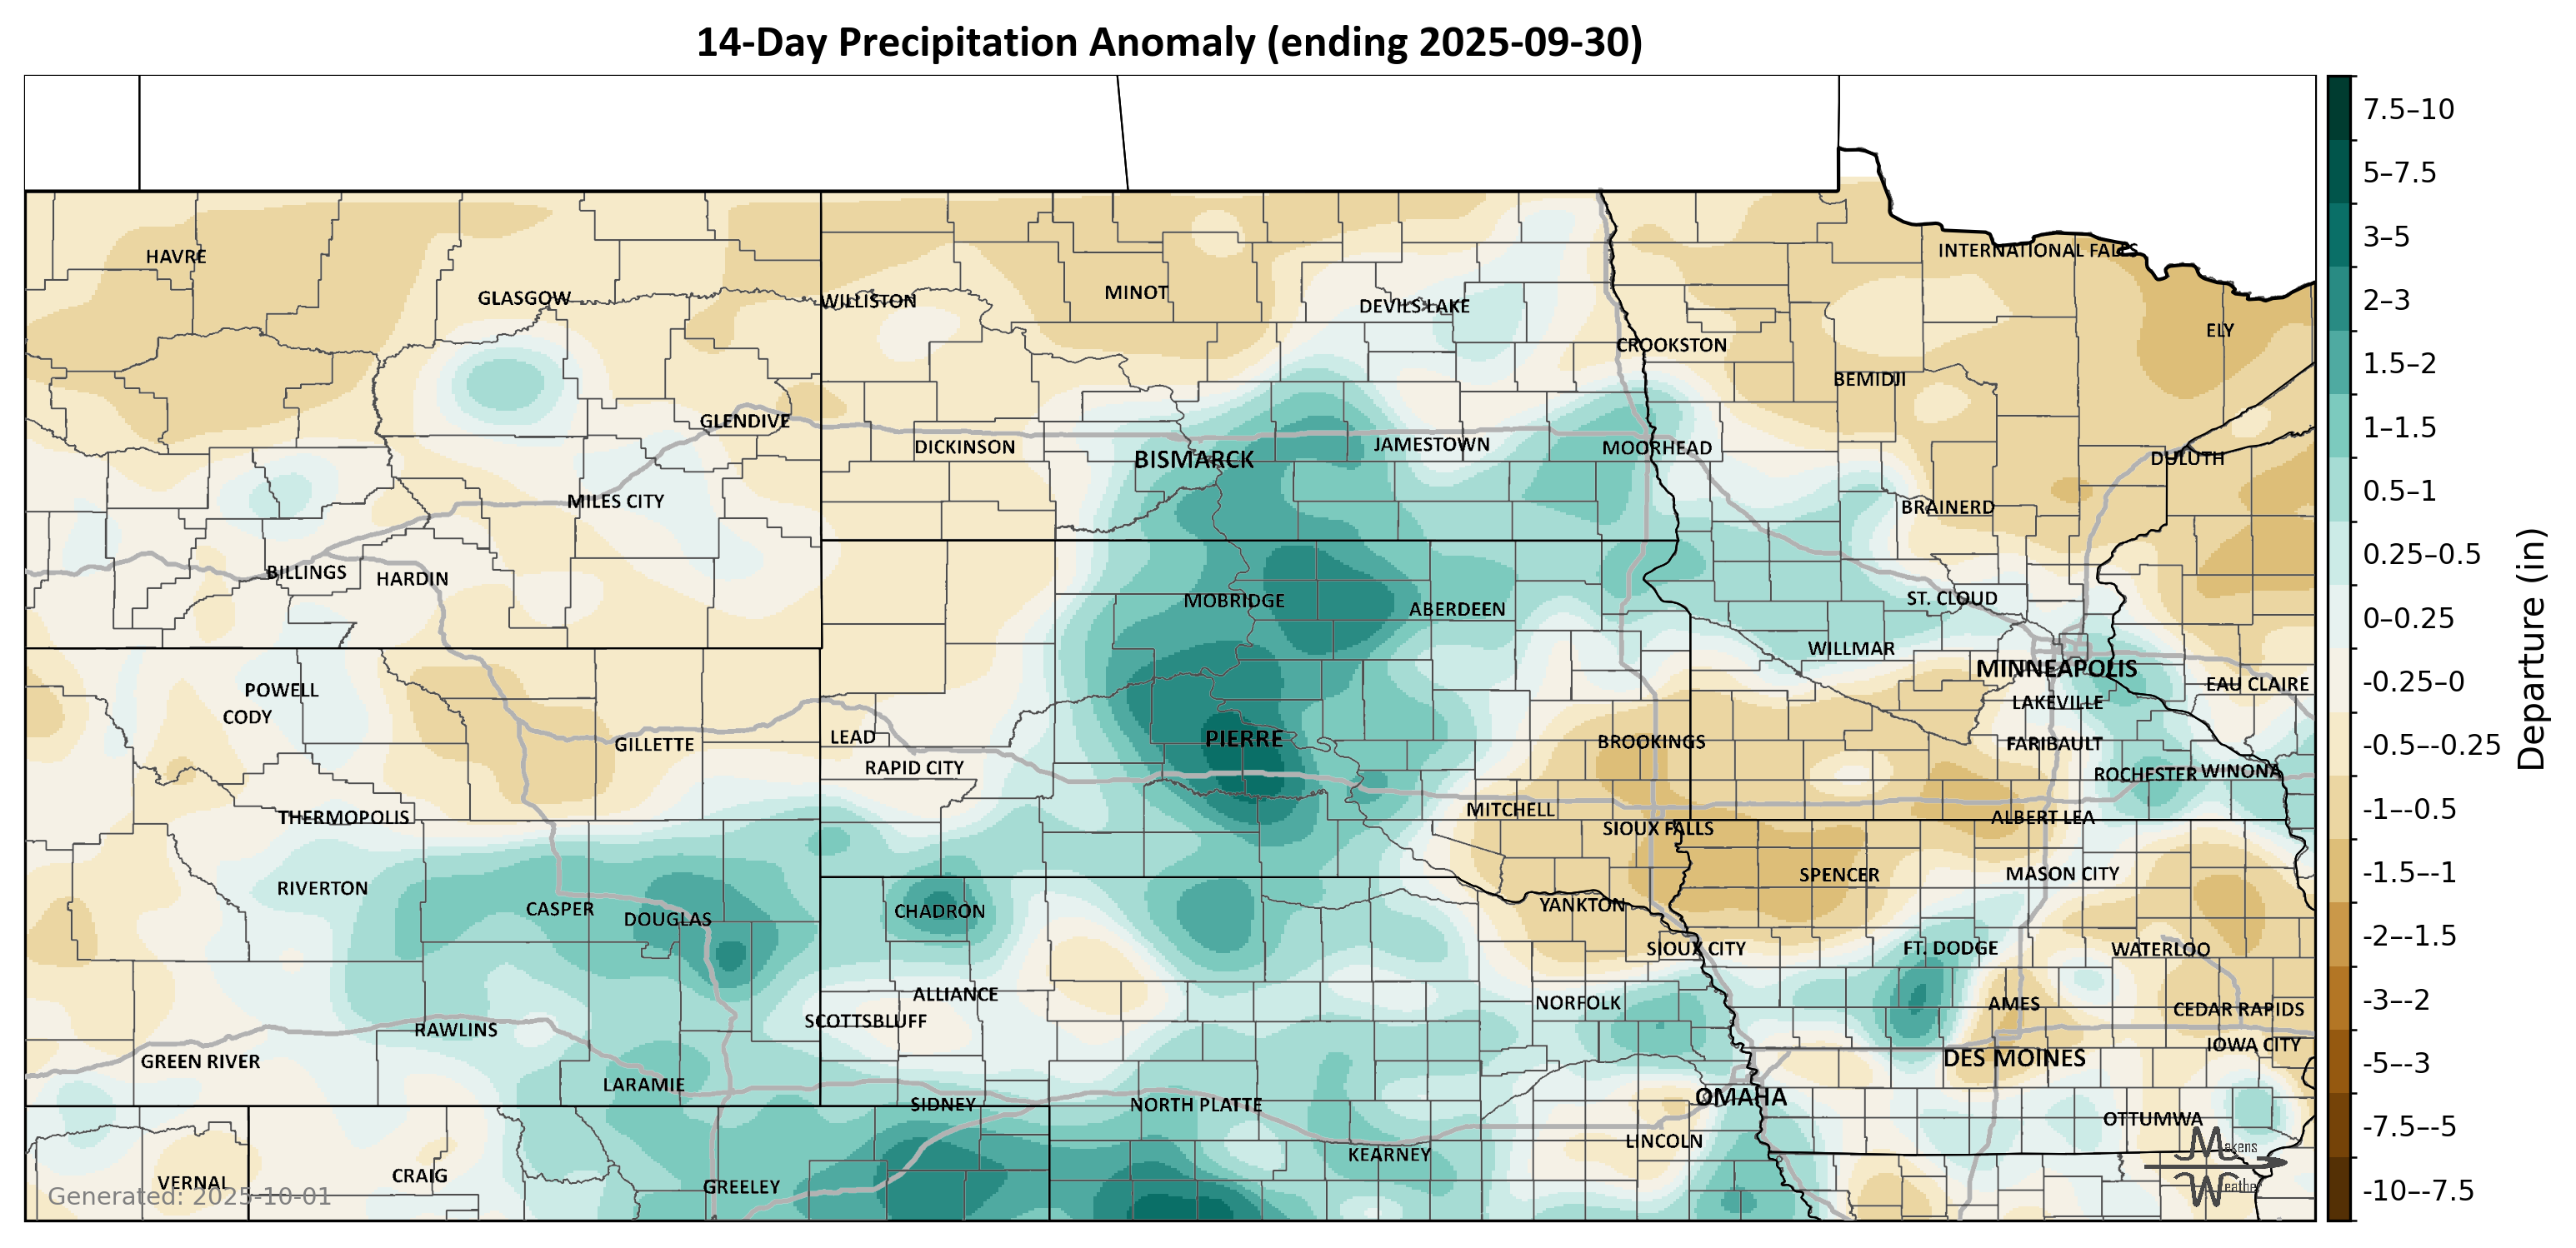 14-Day Precipitation Anomaly (ending 2025-09-30)
7.5–10
5–7.5
3–5
2–3
1.5–2
1–1.5
0.5–1
0.25–0.5
0–0.25
-0.25–0
-0.5–-0.25
-1–-0.5
-1.5–-1
-2–-1.5
-3–-2
-5–-3
-7.5–-5
-10–-7.5
Departure (in)
HAVRE
INTERNATIONAL FALLS
GLASGOW
WILLISTON
MINOT
DEVILS LAKE
ELY
CROOKSTON
BEMIDJI
GLENDIVE
DICKINSON
BISMARCK
JAMESTOWN
MOORHEAD
DULUTH
MILES CITY
BRAINERD
BILLINGS
HARDIN
MOBRIDGE
ABERDEEN
ST. CLOUD
WILLMAR
MINNEAPOLIS
POWELL
EAU CLAIRE
CODY
LAKEVILLE
GILLETTE
LEAD
PIERRE
BROOKINGS
FARIBAULT
RAPID CITY
ROCHESTER
WINONA
THERMOPOLIS
MITCHELL
ALBERT LEA
SIOUX FALLS
RIVERTON
SPENCER
MASON CITY
CASPER
DOUGLAS
CHADRON
YANKTON
SIOUX CITY
FT. DODGE
WATERLOO
ALLIANCE
NORFOLK
AMES
CEDAR RAPIDS
SCOTTSBLUFF
RAWLINS
IOWA CITY
GREEN RIVER
DES MOINES
LARAMIE
SIDNEY
NORTH PLATTE
OMAHA
OTTUMWA
LINCOLN
KEARNEY
VERNAL
CRAIG
GREELEY
Makens
Weather
Generated: 2025-10-01